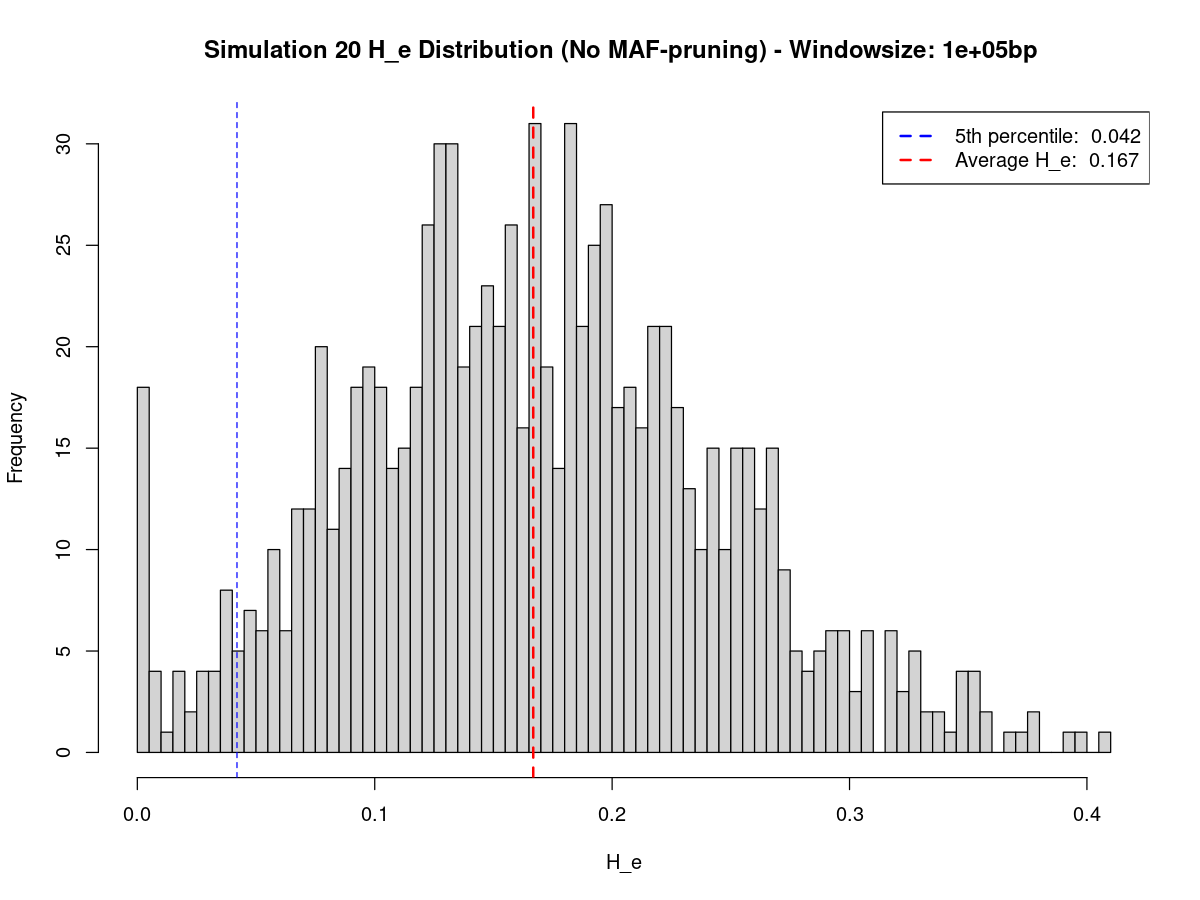 Simulation 20 H_e Distribution (No MAF-pruning) - Windowsize: 1e+05bp
5th percentile: 0.042
Average H_e: 0.167
Frequency
30
25
20
15
10
5
0
0.0 0.1 0.2 0.3 0.4
H_e